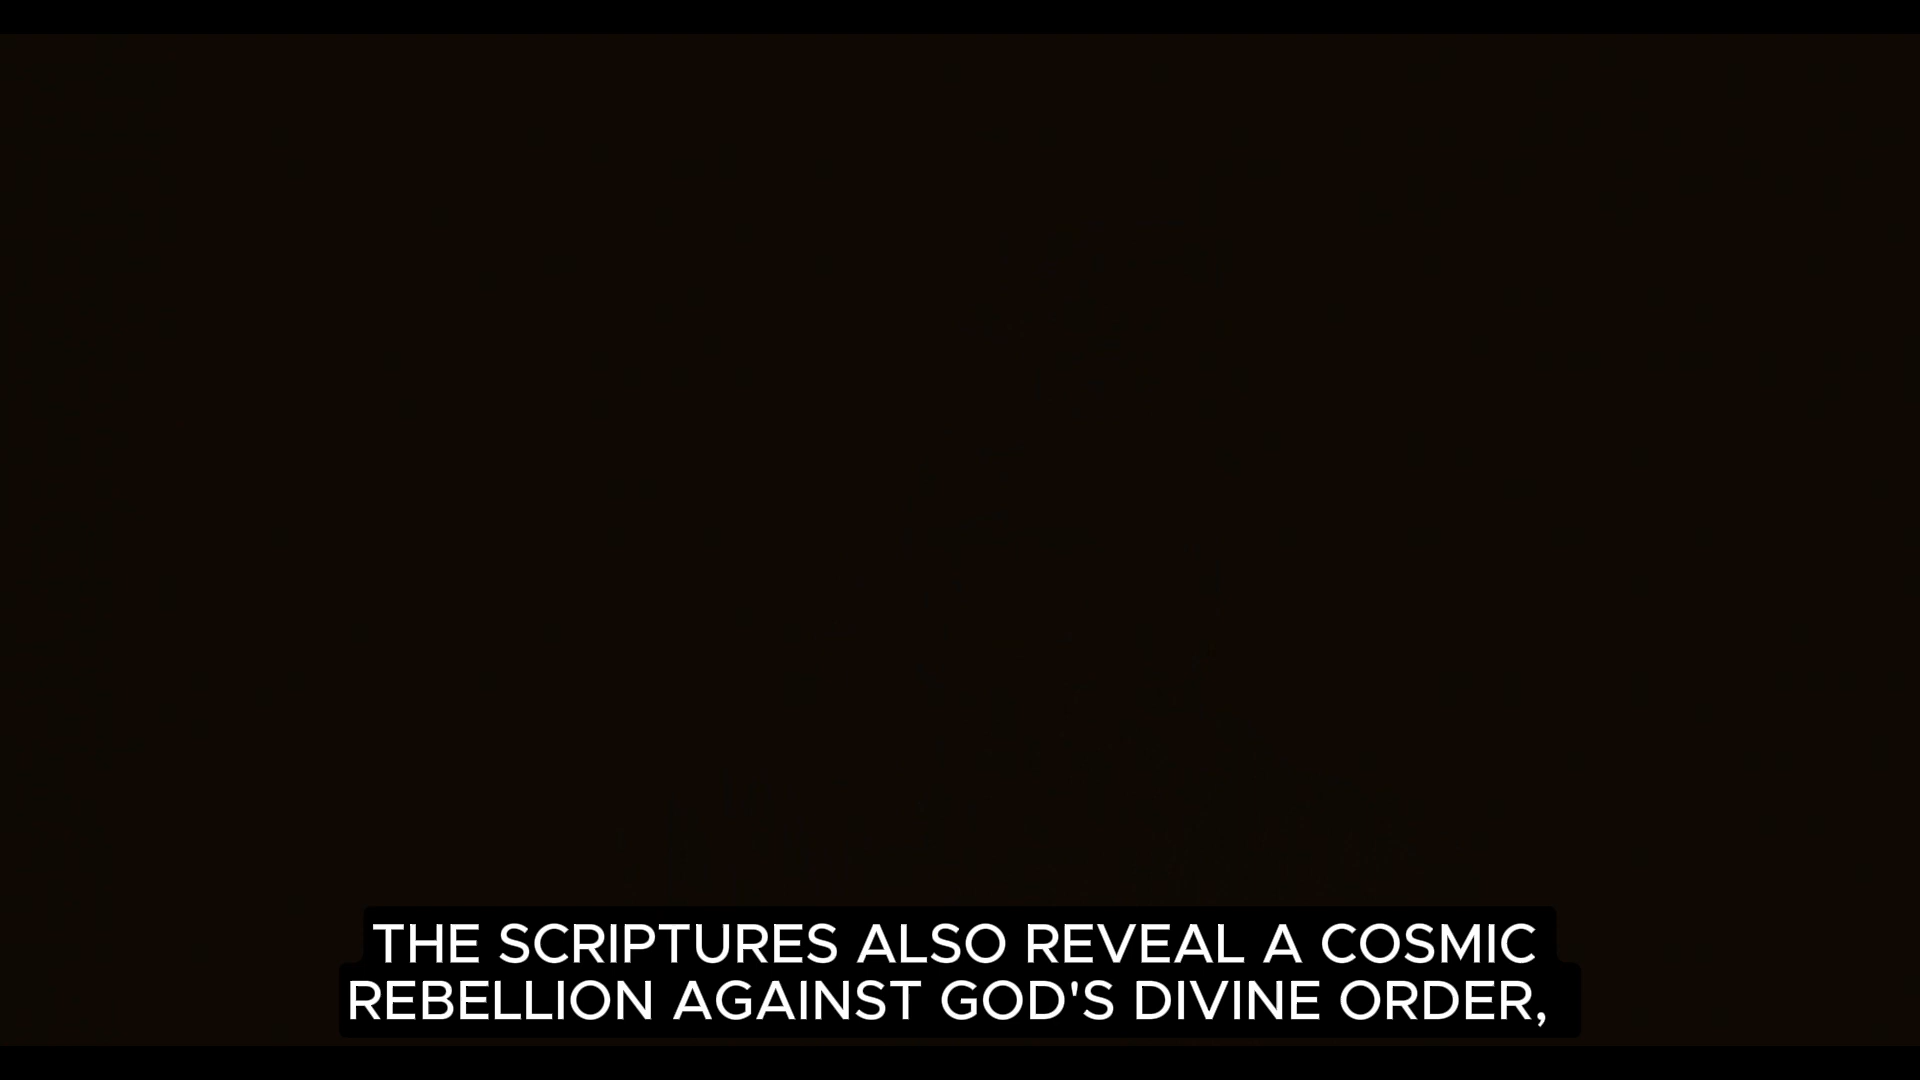 THE SCRIPTURES ALSO REVEAL A COSMIC
REBELLION AGAINST GOD'S DIVINE ORDER,